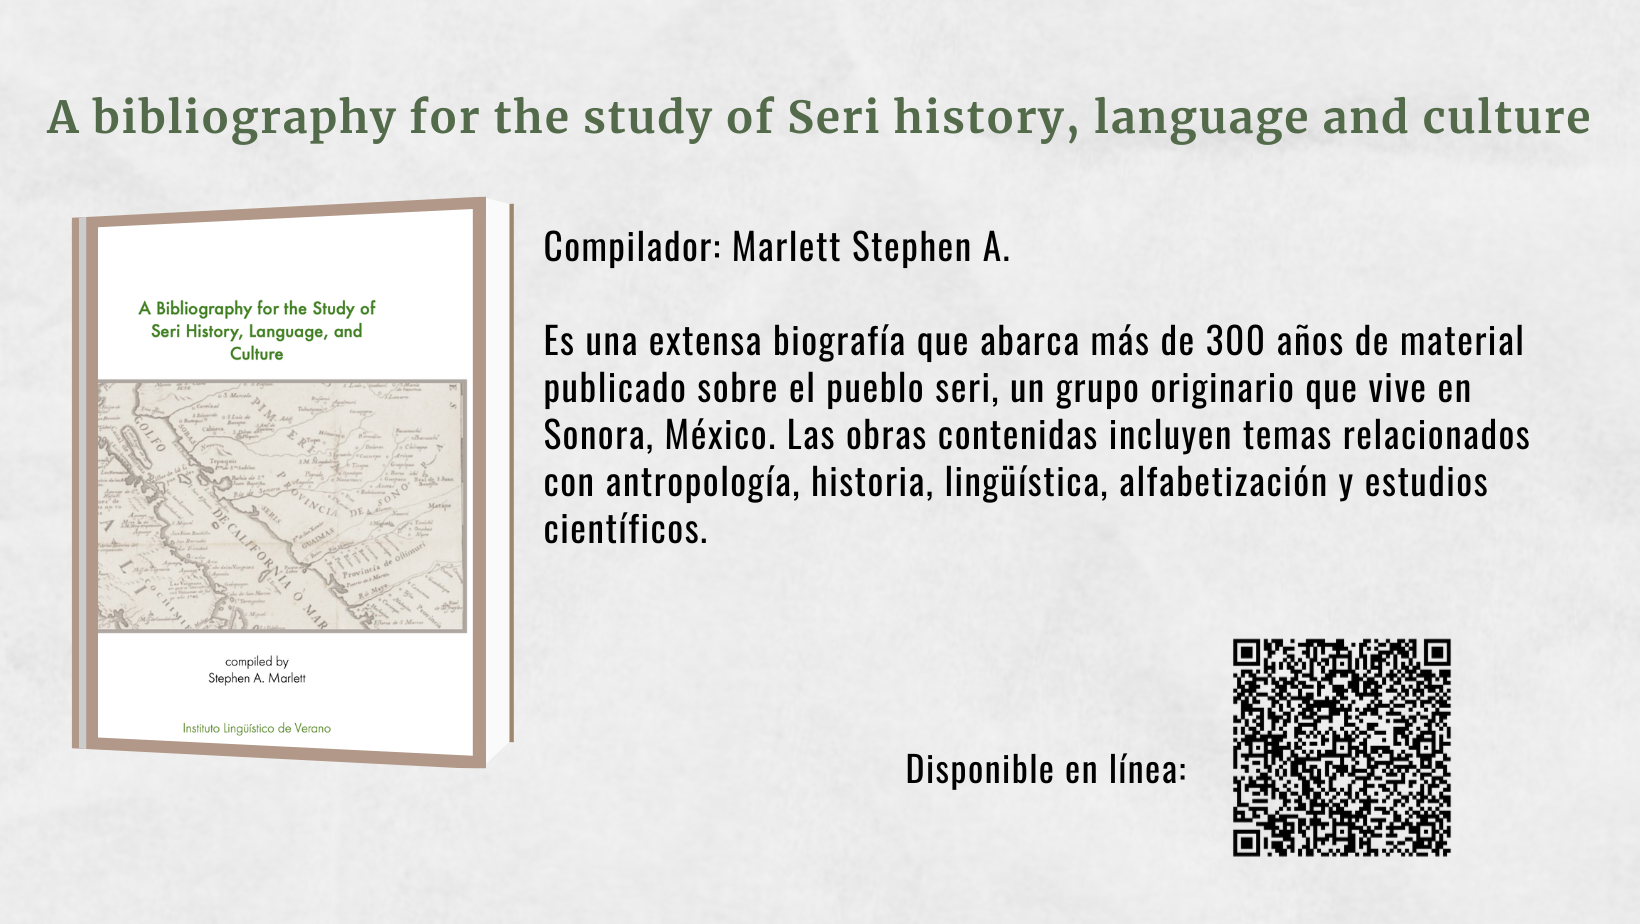 A bibliography for the study of Seri history, language and culture
A Bibliography for the Study of
Seri History, Language, and
Culture
GOLFO
DE CALIFORNIA Ò MAR
PIMERIA
PROVINCIA DE SONORA
SERIS
GUAIMAS
Provincia de Ostimuri
COCHIMI
compiled by
Stephen A. Marlett
Instituto Lingüístico de Verano
Compilador: Marlett Stephen A.
Es una extensa biografía que abarca más de 300 años de material
publicado sobre el pueblo seri, un grupo originario que vive en
Sonora, México. Las obras contenidas incluyen temas relacionados
con antropología, historia, lingüística, alfabetización y estudios
científicos.
Disponible en línea: